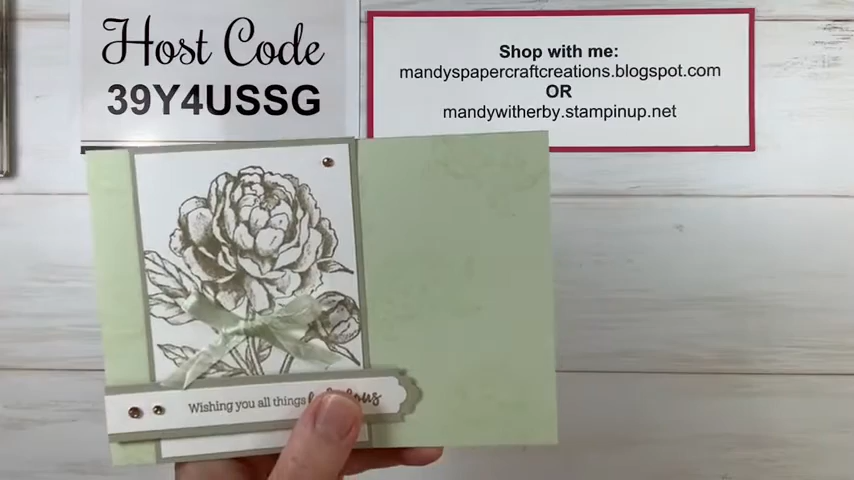 Host Code
39Y4USSG
Shop with me:
mandyspapercraftcreations.blogspot.com
OR
mandywitherby.stampinup.net
Wishing you all things